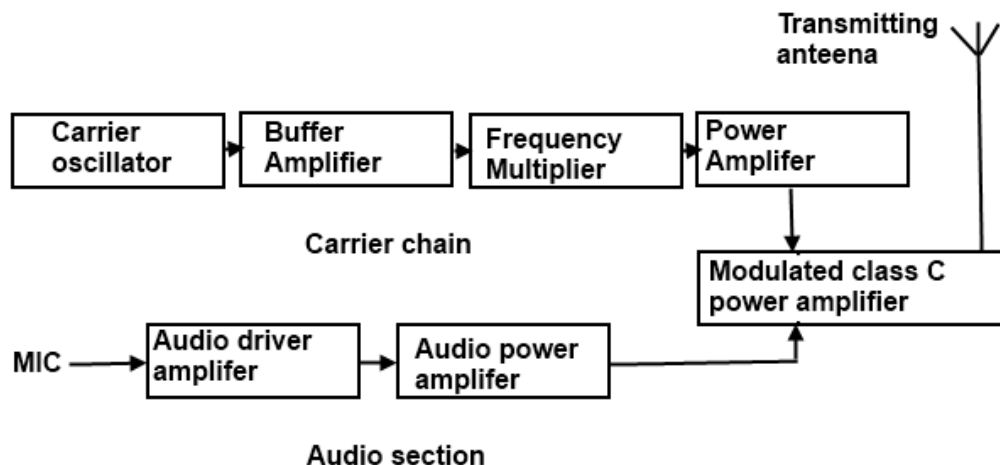 Transmitting
anteena
Carrier
oscillator
Buffer
Amplifier
Frequency
Multiplier
Power
Amplifer
Carrier chain
Modulated class C
power amplifier
MIC
Audio driver
amplifer
Audio power
amplifer
Audio section